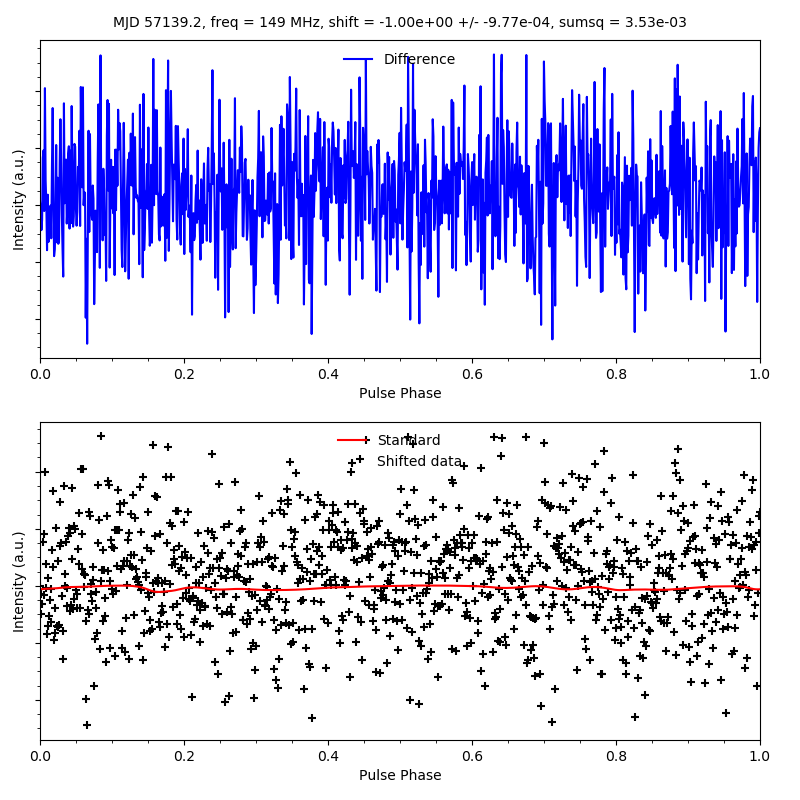 MJD 57139.2, freq = 149 MHz, shift = -1.00e+00 +/- -9.77e-04, sumsq = 3.53e-03
Difference
Intensity (a.u.)
0.0 0.2 0.4 0.6 0.8 1.0
Pulse Phase
Standard
Shifted data
Intensity (a.u.)
0.0 0.2 0.4 0.6 0.8 1.0
Pulse Phase